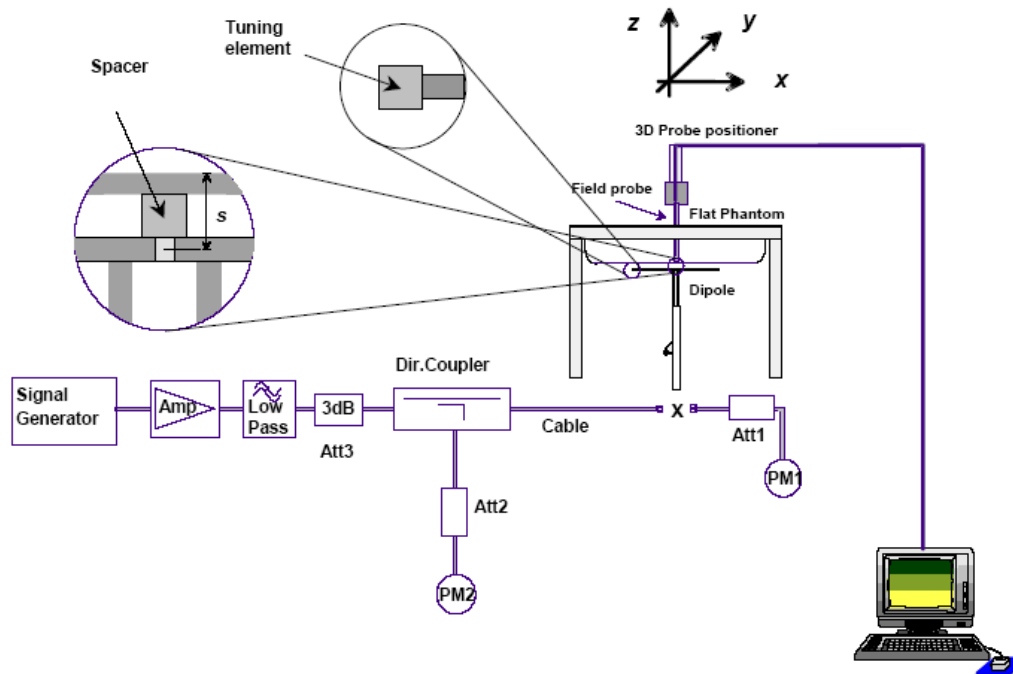 Tuning
element
Spacer
s
z
y
x
3D Probe positioner
Field probe
Flat Phantom
Dipole
Dir.Coupler
Signal
Generator
Amp
Low
Pass
3dB
Att3
Cable
X
Att1
PM1
Att2
PM2